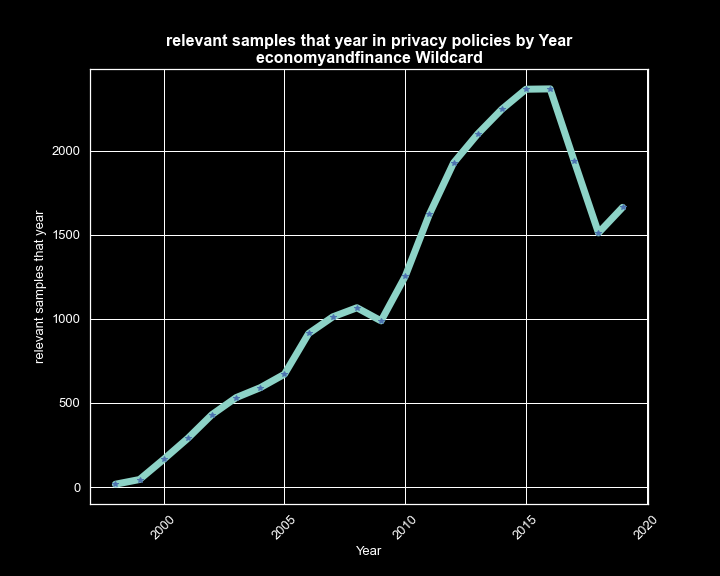 relevant samples that year in privacy policies by Year
economyandfinance Wildcard
relevant samples that year
2000
1500
1000
500
0
2000
2005
2010
2015
2020
Year